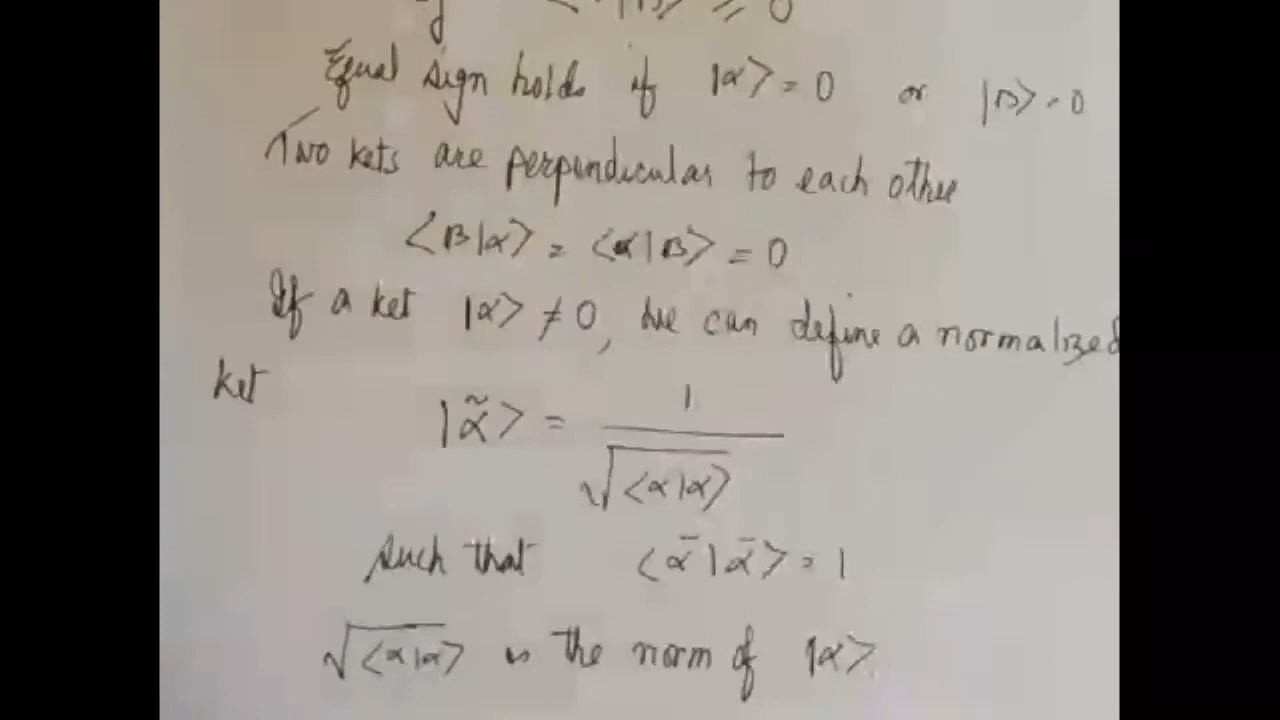 |β⟩ ≥ 0
Equal sign holds if |α⟩ = 0 or |β⟩ = 0
Two kets are perpendicular to each other
⟨β|α⟩ = ⟨α|β⟩ = 0
If a ket |α⟩ ≠ 0, we can define a normalized
ket
|α̃⟩ = 1 / √⟨α|α⟩
such that ⟨ᾱ|ᾱ⟩ = 1
√⟨α|α⟩ is the norm of |α⟩